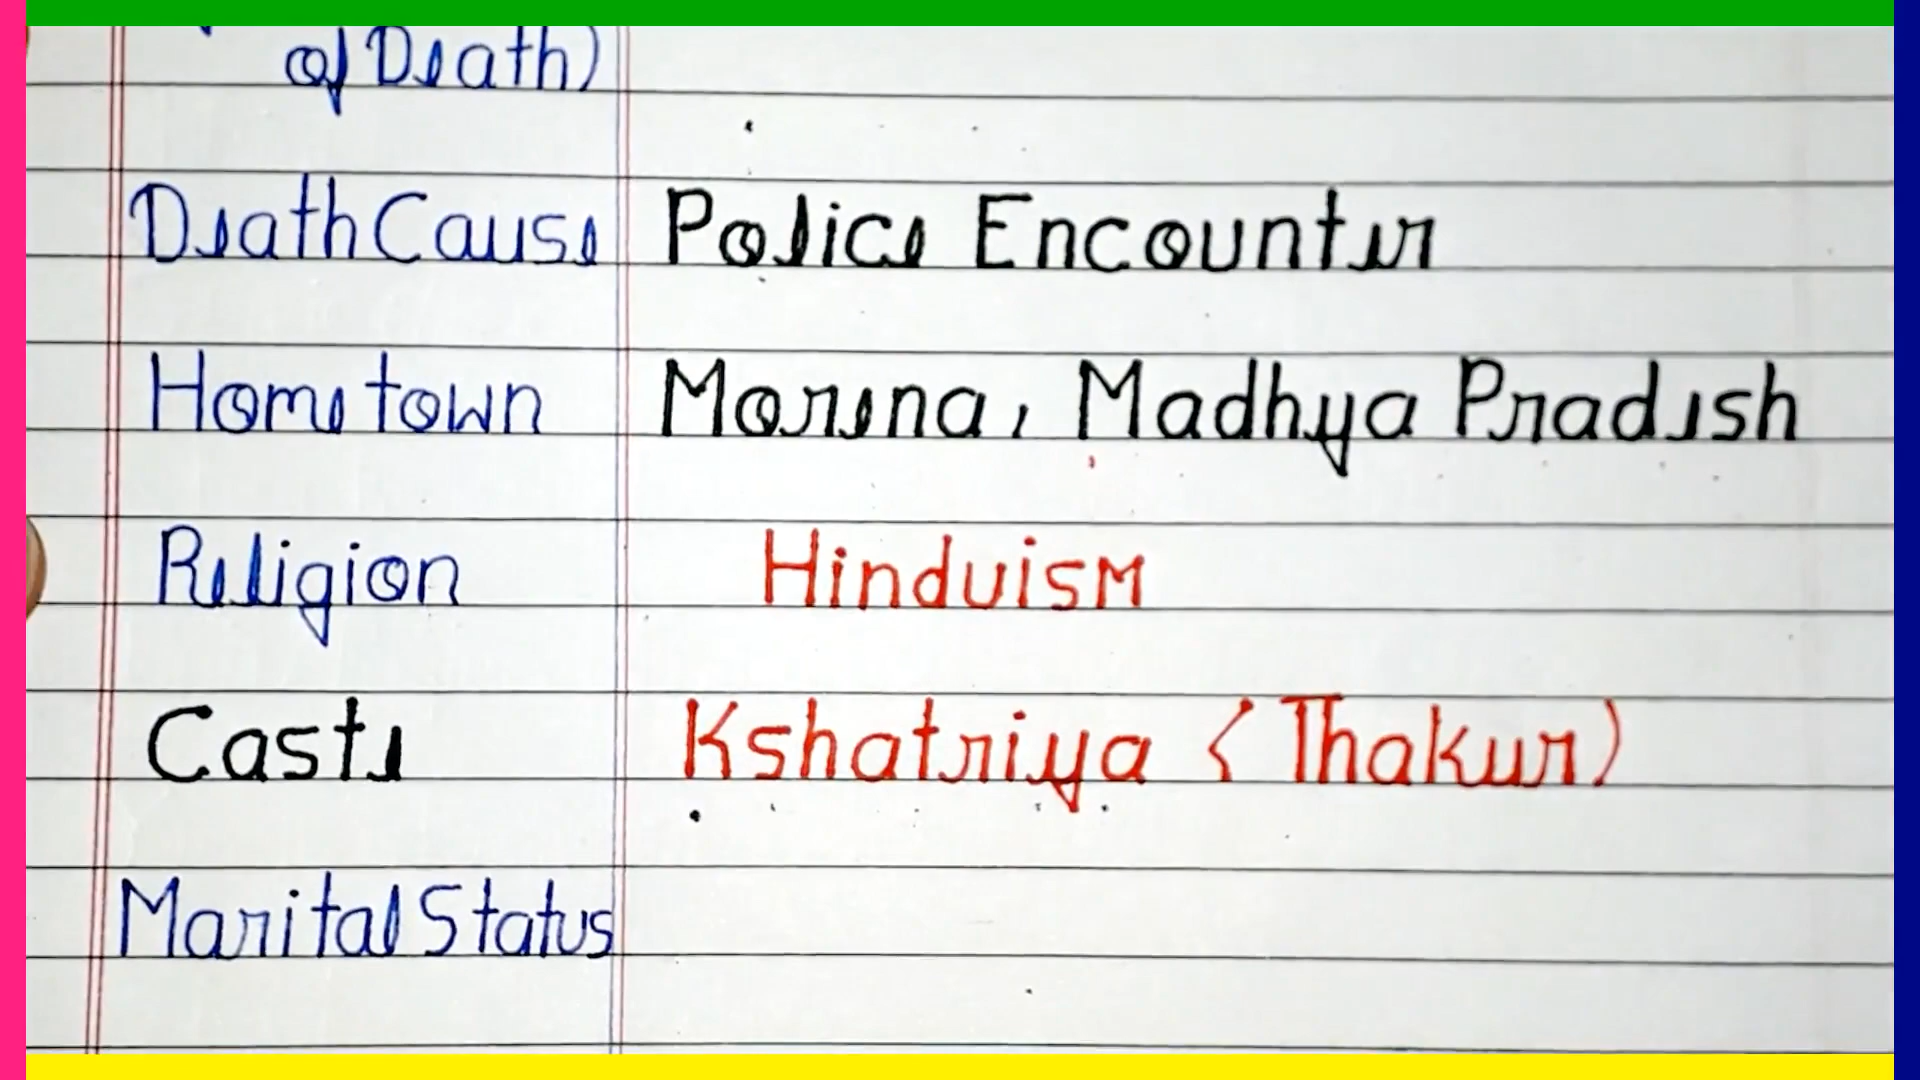 of Death)
Death Cause Police Encounter
Hometown Morena, Madhya Pradesh
Religion Hinduism
Caste Kshatriya (Thakur)
Marital Status